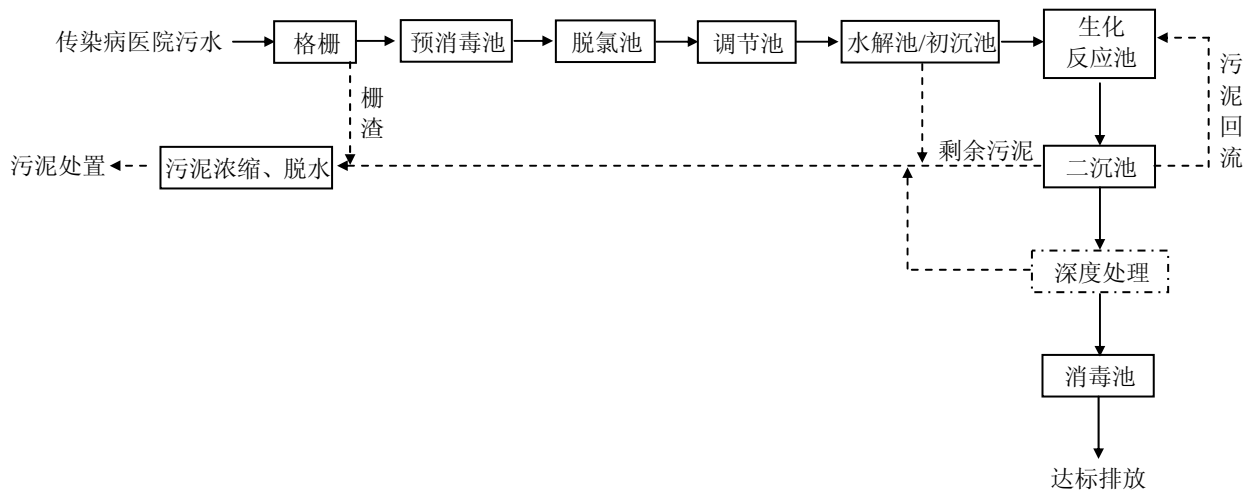 传染病医院污水
格栅
预消毒池
脱氯池
调节池
水解池/初沉池
生化
反应池
污泥回流
栅渣
污泥处置
污泥浓缩、脱水
剩余污泥
二沉池
深度处理
消毒池
达标排放